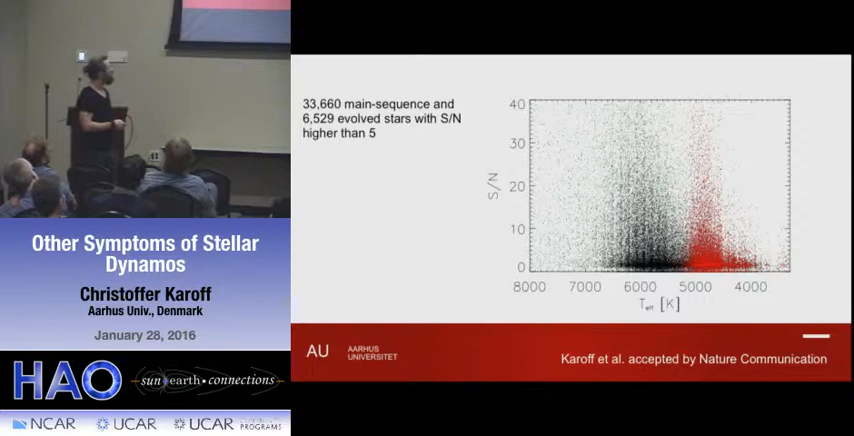 33,660 main-sequence and
6,529 evolved stars with S/N
higher than 5
40
30
20
10
0
S/N
8000 7000 6000 5000 4000
Teff [K]
Other Symptoms of Stellar
Dynamos
Christoffer Karoff
Aarhus Univ., Denmark
January 28, 2016
AU AARHUS
UNIVERSITET
Karoff et al. accepted by Nature Communication
HAO sun earth • connections
NCAR UCAR UCAR
PROGRAMS